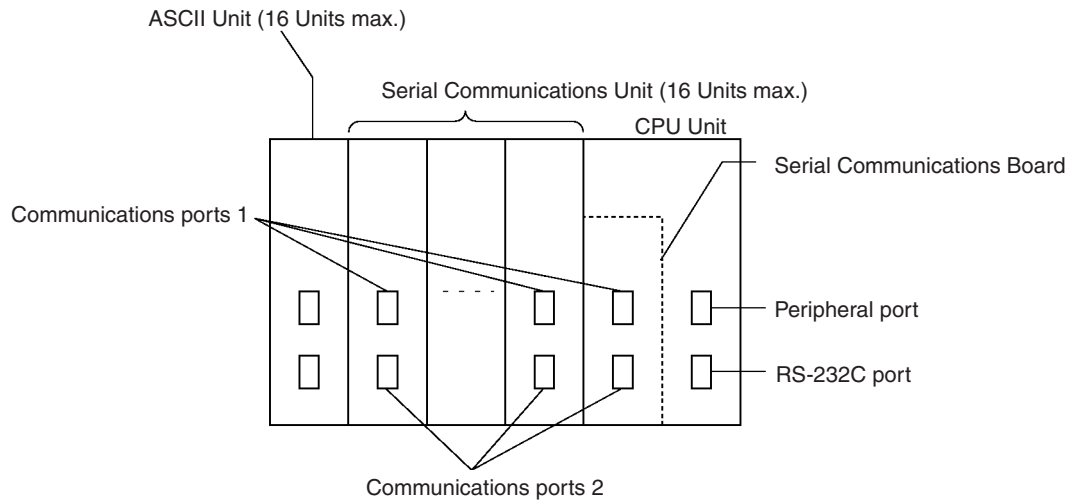 ASCII Unit (16 Units max.)
Serial Communications Unit (16 Units max.)
CPU Unit
Serial Communications Board
Communications ports 1
Peripheral port
RS-232C port
Communications ports 2